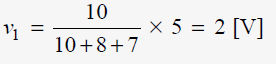 v₁ = 10 / (10+8+7) × 5 = 2 [V]